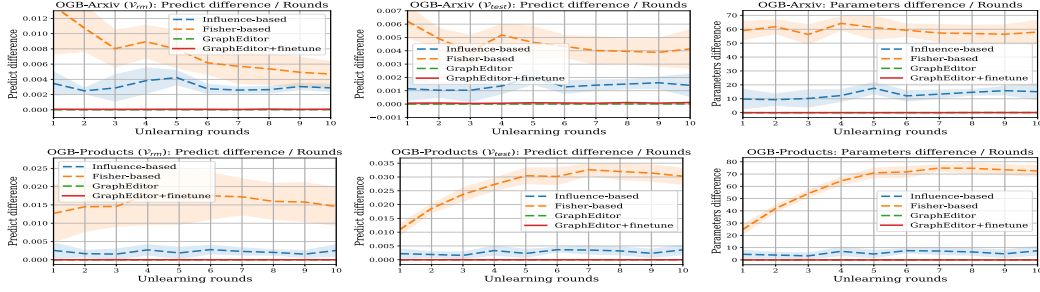 OGB-Arxiv (𝒱rm): Predict difference / Rounds
Predict difference
0.012
0.010
0.008
0.006
0.004
0.002
0.000
Influence-based
Fisher-based
GraphEditor
GraphEditor+finetune
1 2 3 4 5 6 7 8 9 10
Unlearning rounds
OGB-Arxiv (𝒱test): Predict difference / Rounds
Predict difference
0.007
0.006
0.005
0.004
0.003
0.002
0.001
0.000
−0.001
Influence-based
Fisher-based
GraphEditor
GraphEditor+finetune
1 2 3 4 5 6 7 8 9 10
Unlearning rounds
OGB-Arxiv: Parameters difference / Rounds
Parameters difference
70
60
50
40
30
20
10
0
Influence-based
Fisher-based
GraphEditor
GraphEditor+finetune
1 2 3 4 5 6 7 8 9 10
Unlearning rounds
OGB-Products (𝒱rm): Predict difference / Rounds
Predict difference
0.025
0.020
0.015
0.010
0.005
0.000
Influence-based
Fisher-based
GraphEditor
GraphEditor+finetune
1 2 3 4 5 6 7 8 9 10
Unlearning rounds
OGB-Products (𝒱test): Predict difference / Rounds
Predict difference
0.035
0.030
0.025
0.020
0.015
0.010
0.005
0.000
Influence-based
Fisher-based
GraphEditor
GraphEditor+finetune
1 2 3 4 5 6 7 8 9 10
Unlearning rounds
OGB-Products: Parameters difference / Rounds
Parameters difference
80
70
60
50
40
30
20
10
0
Influence-based
Fisher-based
GraphEditor
GraphEditor+finetune
1 2 3 4 5 6 7 8 9 10
Unlearning rounds